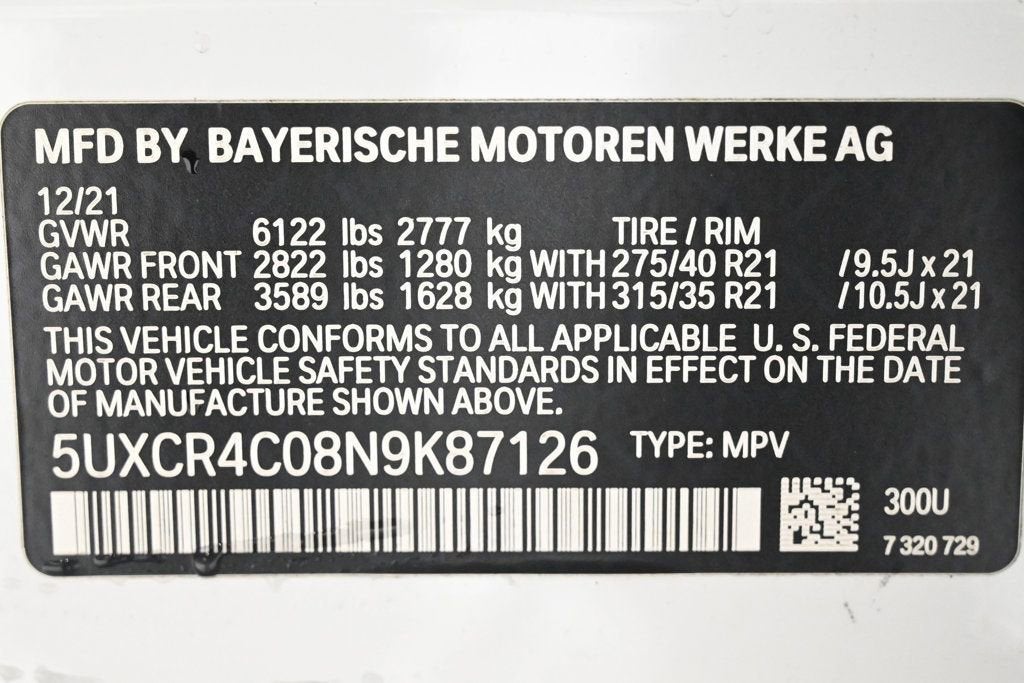 MFD BY BAYERISCHE MOTOREN WERKE AG
12/21
GVWR 6122 lbs 2777 kg TIRE / RIM
GAWR FRONT 2822 lbs 1280 kg WITH 275/40 R21 /9.5J x 21
GAWR REAR 3589 lbs 1628 kg WITH 315/35 R21 /10.5J x 21
THIS VEHICLE CONFORMS TO ALL APPLICABLE U. S. FEDERAL
MOTOR VEHICLE SAFETY STANDARDS IN EFFECT ON THE DATE
OF MANUFACTURE SHOWN ABOVE.
5UXCR4C08N9K87126 TYPE: MPV
300U
7 320 729